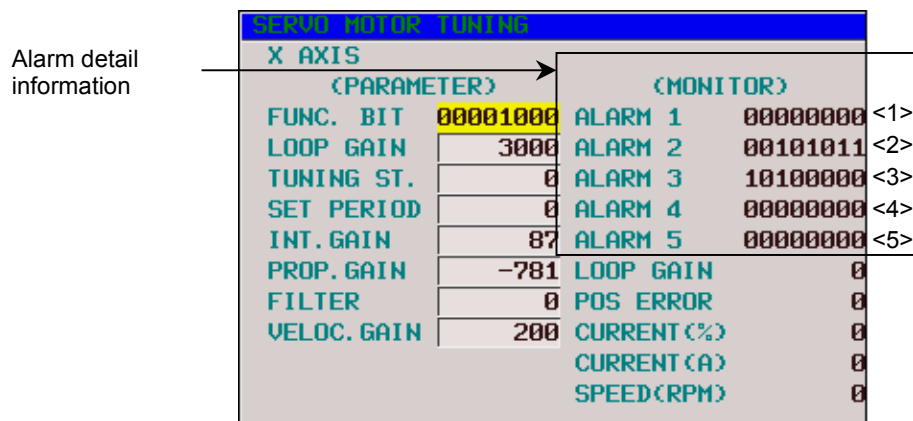 SERVO MOTOR TUNING
Alarm detail
information
X AXIS
(PARAMETER) (MONITOR)
FUNC. BIT 00001000 ALARM 1 00000000 <1>
LOOP GAIN 3000 ALARM 2 00101011 <2>
TUNING ST. 0 ALARM 3 10100000 <3>
SET PERIOD 0 ALARM 4 00000000 <4>
INT.GAIN 87 ALARM 5 00000000 <5>
PROP.GAIN -781 LOOP GAIN 0
FILTER 0 POS ERROR 0
VELOC.GAIN 200 CURRENT(%) 0
CURRENT(A) 0
SPEED(RPM) 0